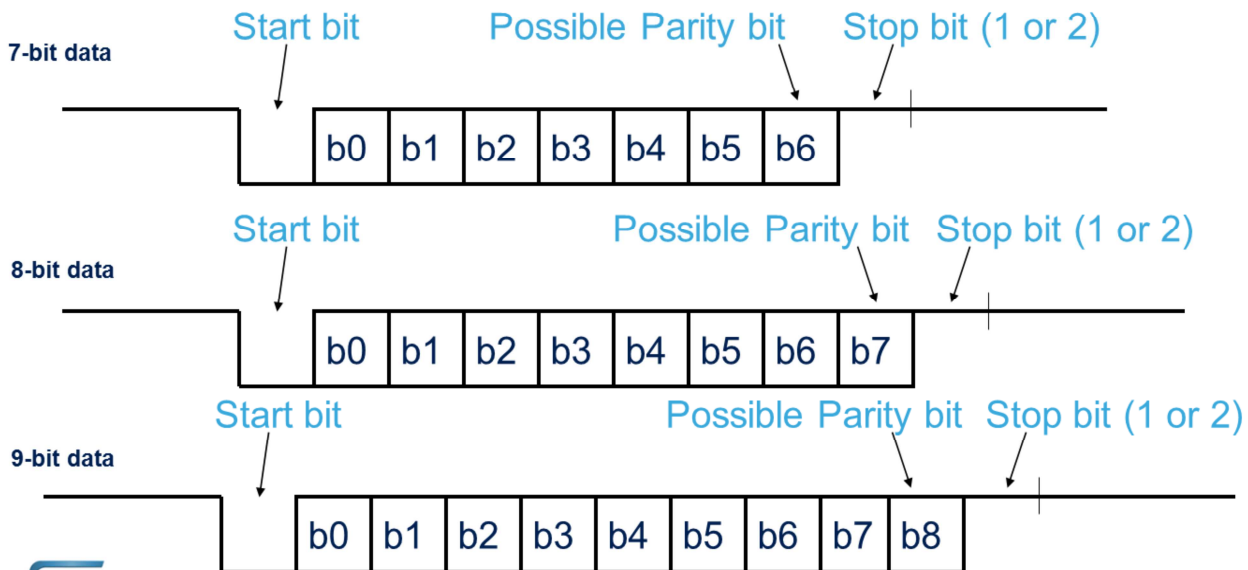 Start bit Possible Parity bit Stop bit (1 or 2)
7-bit data
b0 b1 b2 b3 b4 b5 b6
Start bit Possible Parity bit Stop bit (1 or 2)
8-bit data
b0 b1 b2 b3 b4 b5 b6 b7
Start bit Possible Parity bit Stop bit (1 or 2)
9-bit data
b0 b1 b2 b3 b4 b5 b6 b7 b8